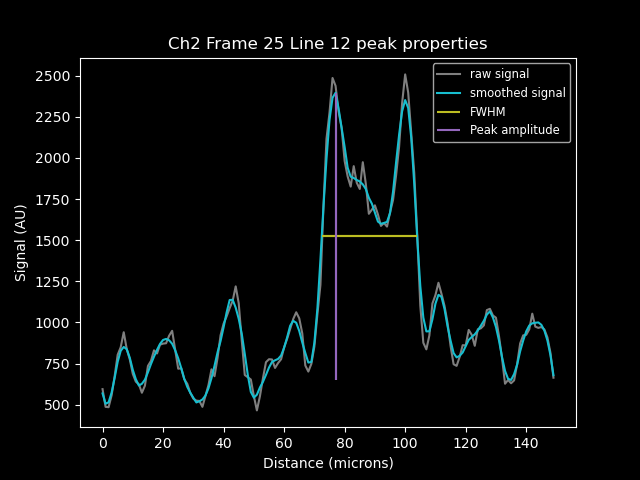 Ch2 Frame 25 Line 12 peak properties
raw signal
smoothed signal
FWHM
Peak amplitude
Signal (AU)
2500
2250
2000
1750
1500
1250
1000
750
500
0 20 40 60 80 100 120 140
Distance (microns)